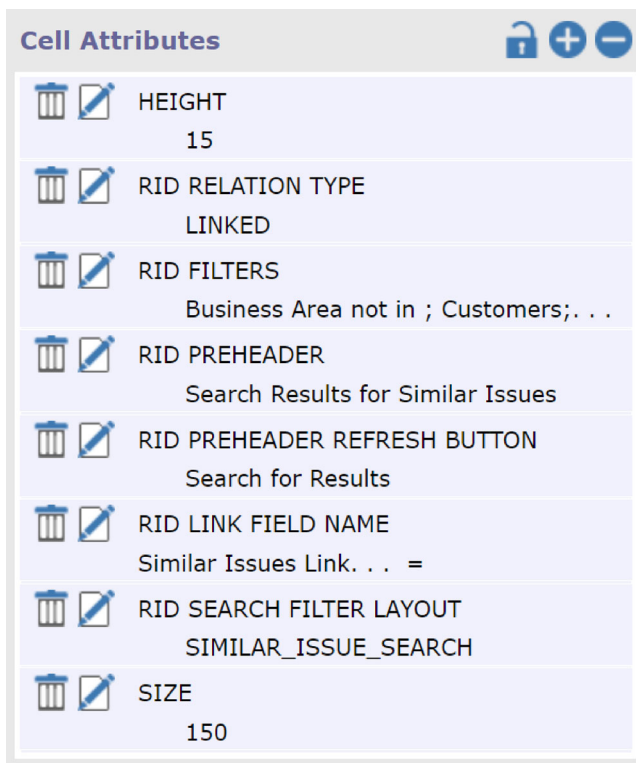 Cell Attributes
HEIGHT
15
RID RELATION TYPE
LINKED
RID FILTERS
Business Area not in ; Customers;. . .
RID PREHEADER
Search Results for Similar Issues
RID PREHEADER REFRESH BUTTON
Search for Results
RID LINK FIELD NAME
Similar Issues Link. . . =
RID SEARCH FILTER LAYOUT
SIMILAR_ISSUE_SEARCH
SIZE
150